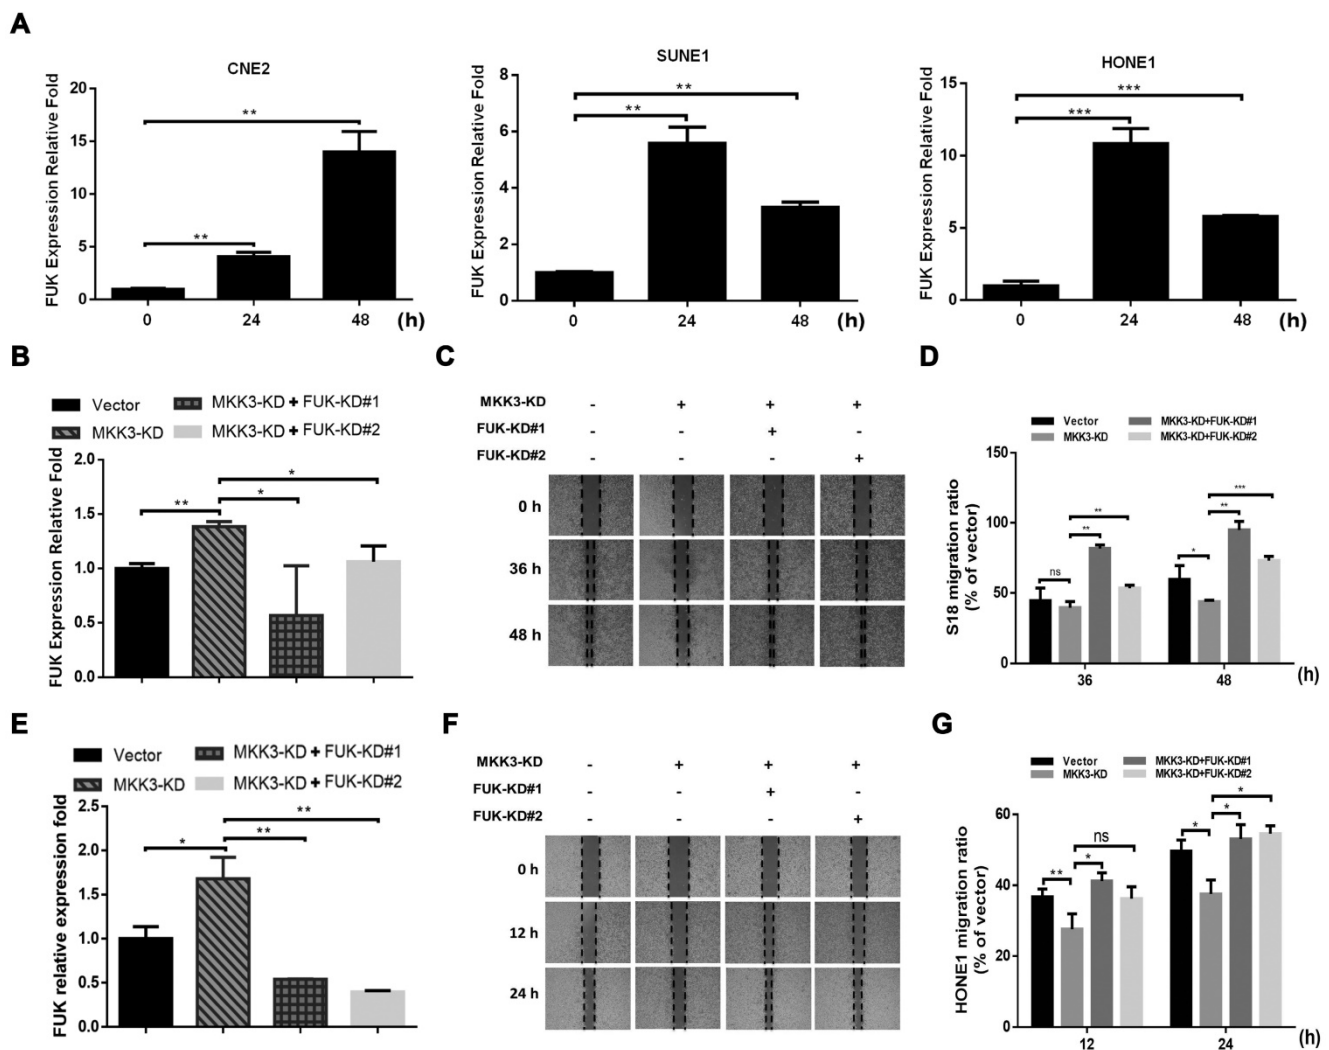 A
CNE2
FUK Expression Relative Fold
20
15
10
5
0
**
**
0 24 48 (h)
SUNE1
FUK Expression Relative Fold
8
6
4
2
0
**
**
0 24 48 (h)
HONE1
FUK Expression Relative Fold
15
10
5
0
***
***
0 24 48 (h)
B
Vector
MKK3-KD
MKK3-KD + FUK-KD#1
MKK3-KD + FUK-KD#2
FUK Expression Relative Fold
2.0
1.5
1.0
0.5
0.0
**
*
*
C
MKK3-KD - + + +
FUK-KD#1 - - + -
FUK-KD#2 - - - +
0 h
36 h
48 h
D
Vector
MKK3-KD
MKK3-KD+FUK-KD#1
MKK3-KD+FUK-KD#2
S18 migration ratio
(% of vector)
150
100
50
0
ns
**
**
*
**
***
36 48 (h)
E
Vector
MKK3-KD
MKK3-KD + FUK-KD#1
MKK3-KD + FUK-KD#2
FUK relative expression fold
2.5
2.0
1.5
1.0
0.5
0.0
*
**
**
F
MKK3-KD - + + +
FUK-KD#1 - - + -
FUK-KD#2 - - - +
0 h
12 h
24 h
G
Vector
MKK3-KD
MKK3-KD+FUK-KD#1
MKK3-KD+FUK-KD#2
HONE1 migration ratio
(% of vector)
60
40
20
0
**
*
ns
*
*
*
12 24 (h)